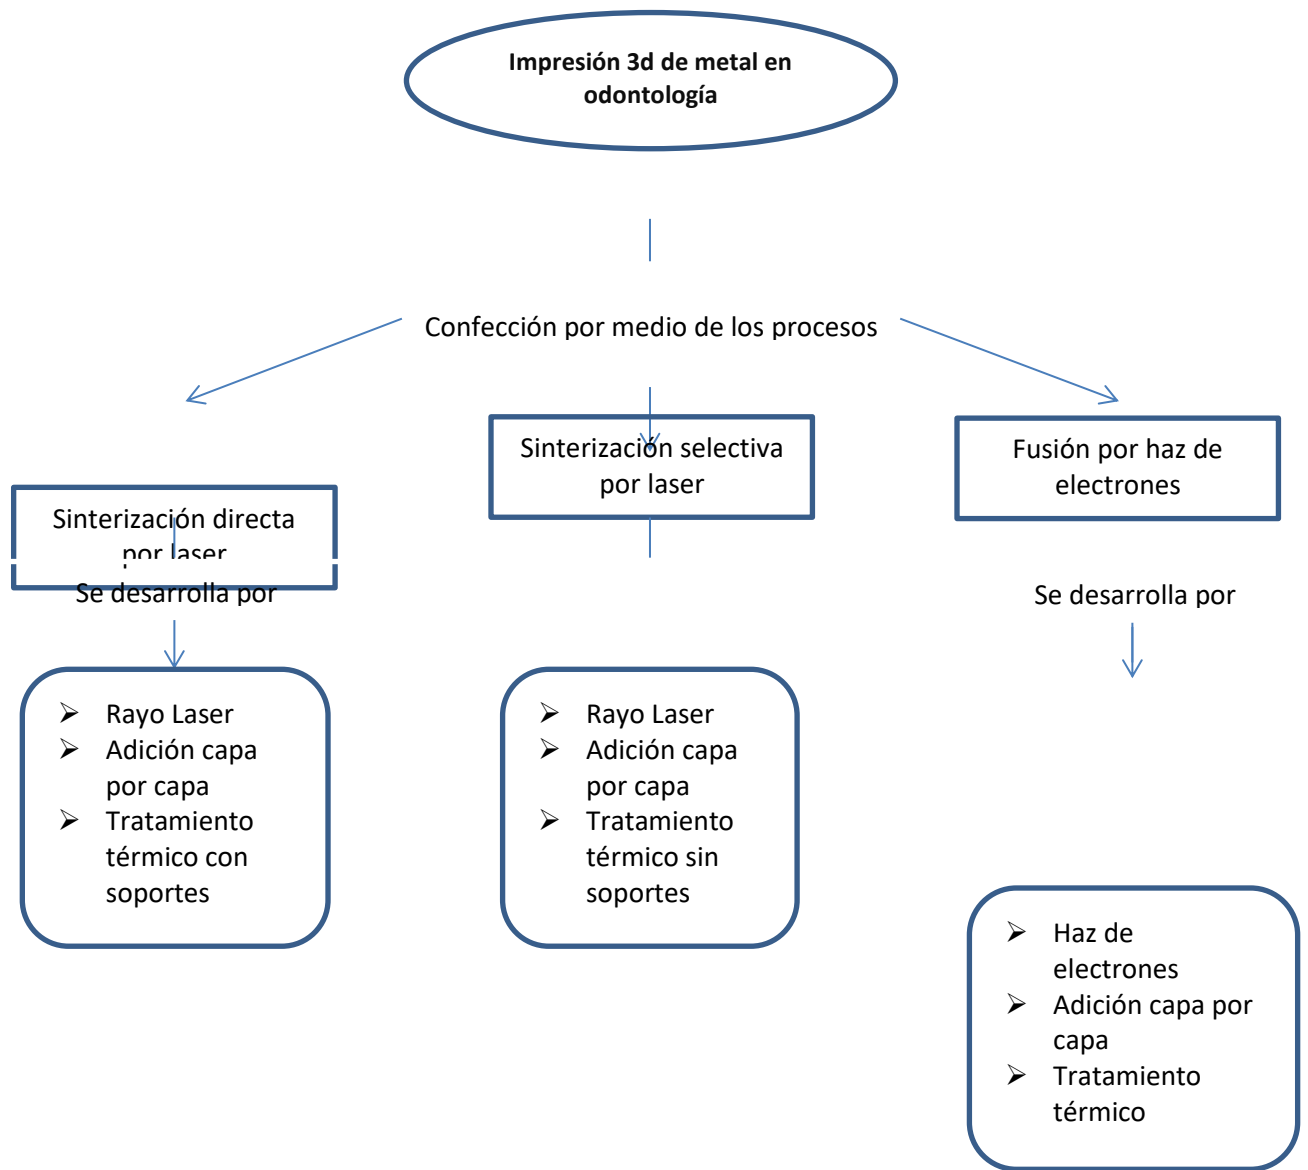 Impresión 3d de metal en
odontología
Confección por medio de los procesos
Sinterización directa
por laser
Se desarrolla por
Rayo Laser
Adición capa
por capa
Tratamiento
térmico con
soportes
Sinterización selectiva
por laser
Rayo Laser
Adición capa
por capa
Tratamiento
térmico sin
soportes
Fusión por haz de
electrones
Se desarrolla por
Haz de
electrones
Adición capa por
capa
Tratamiento
térmico